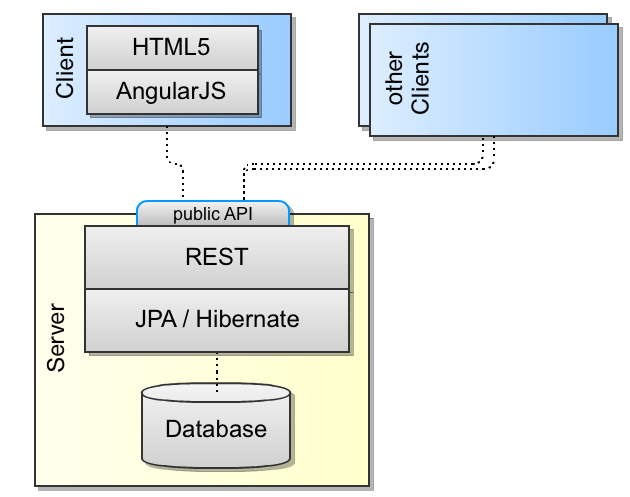 Client
HTML5
AngularJS
other
Clients
public API
REST
JPA / Hibernate
Server
Database